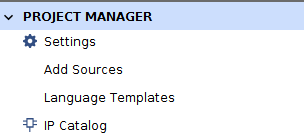 PROJECT MANAGER
Settings
Add Sources
Language Templates
IP Catalog